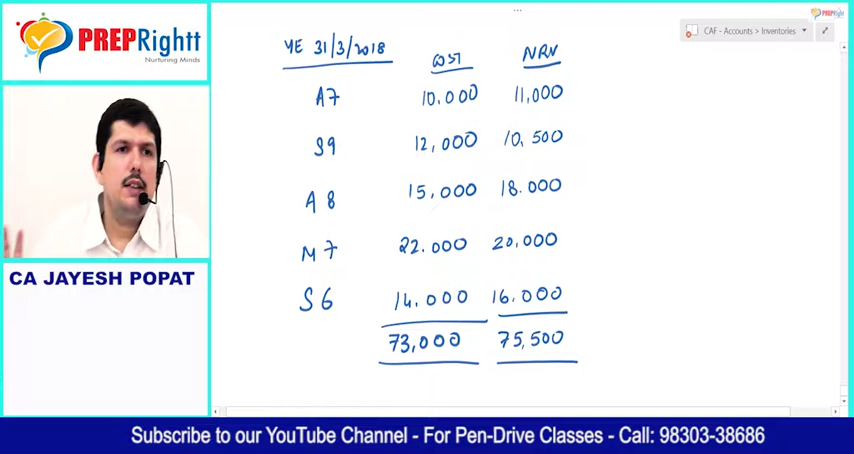 PREPRightt
Nurturing Minds
CA JAYESH POPAT
YE 31/3/2018
COST NRV
A7 10.000 11,000
S9 12,000 10,500
A8 15,000 18.000
M7 22.000 20,000
S6 14.000 16.000
73,000 75,500
CAF - Accounts > Inventories
PREPRightt
Subscribe to our YouTube Channel - For Pen-Drive Classes - Call: 98303-38686